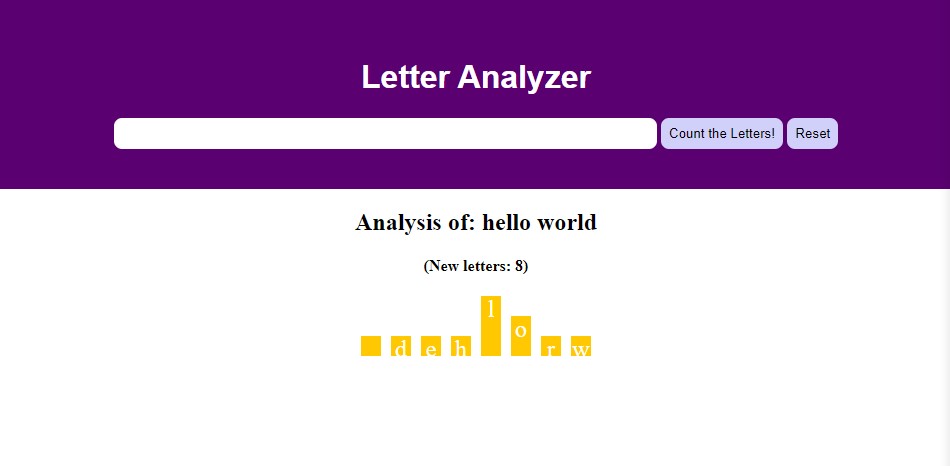 Letter Analyzer
Count the Letters! Reset
Analysis of: hello world
(New letters: 8)
d e h l o r w